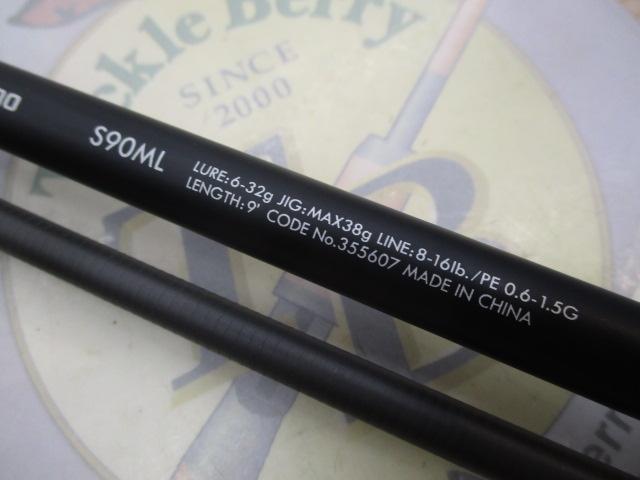 Tackle Berry
SINCE
2000
S90ML
LURE:6-32g JIG:MAX38g LINE:8-16lb./PE 0.6-1.5G
LENGTH:9' CODE No.355607 MADE IN CHINA